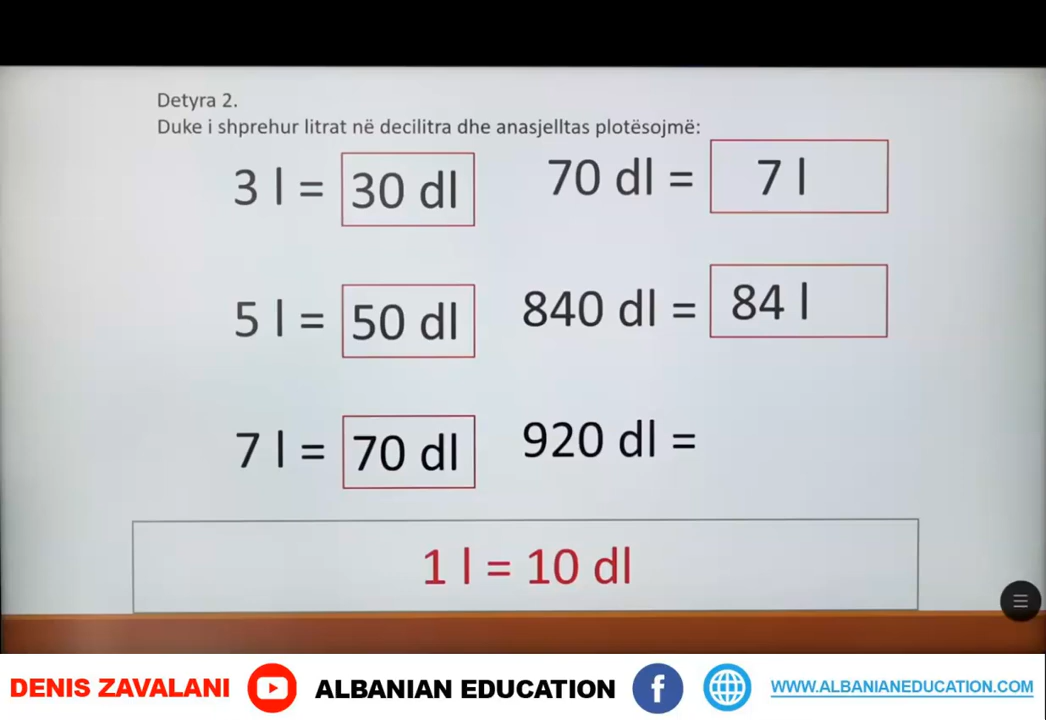 Detyra 2.
Duke i shprehur litrat në decilitra dhe anasjelltas plotësojmë:
3 l = 30 dl
70 dl = 7 l
5 l = 50 dl
840 dl = 84 l
7 l = 70 dl
920 dl =
1 l = 10 dl
DENIS ZAVALANI
ALBANIAN EDUCATION
WWW.ALBANIANEDUCATION.COM